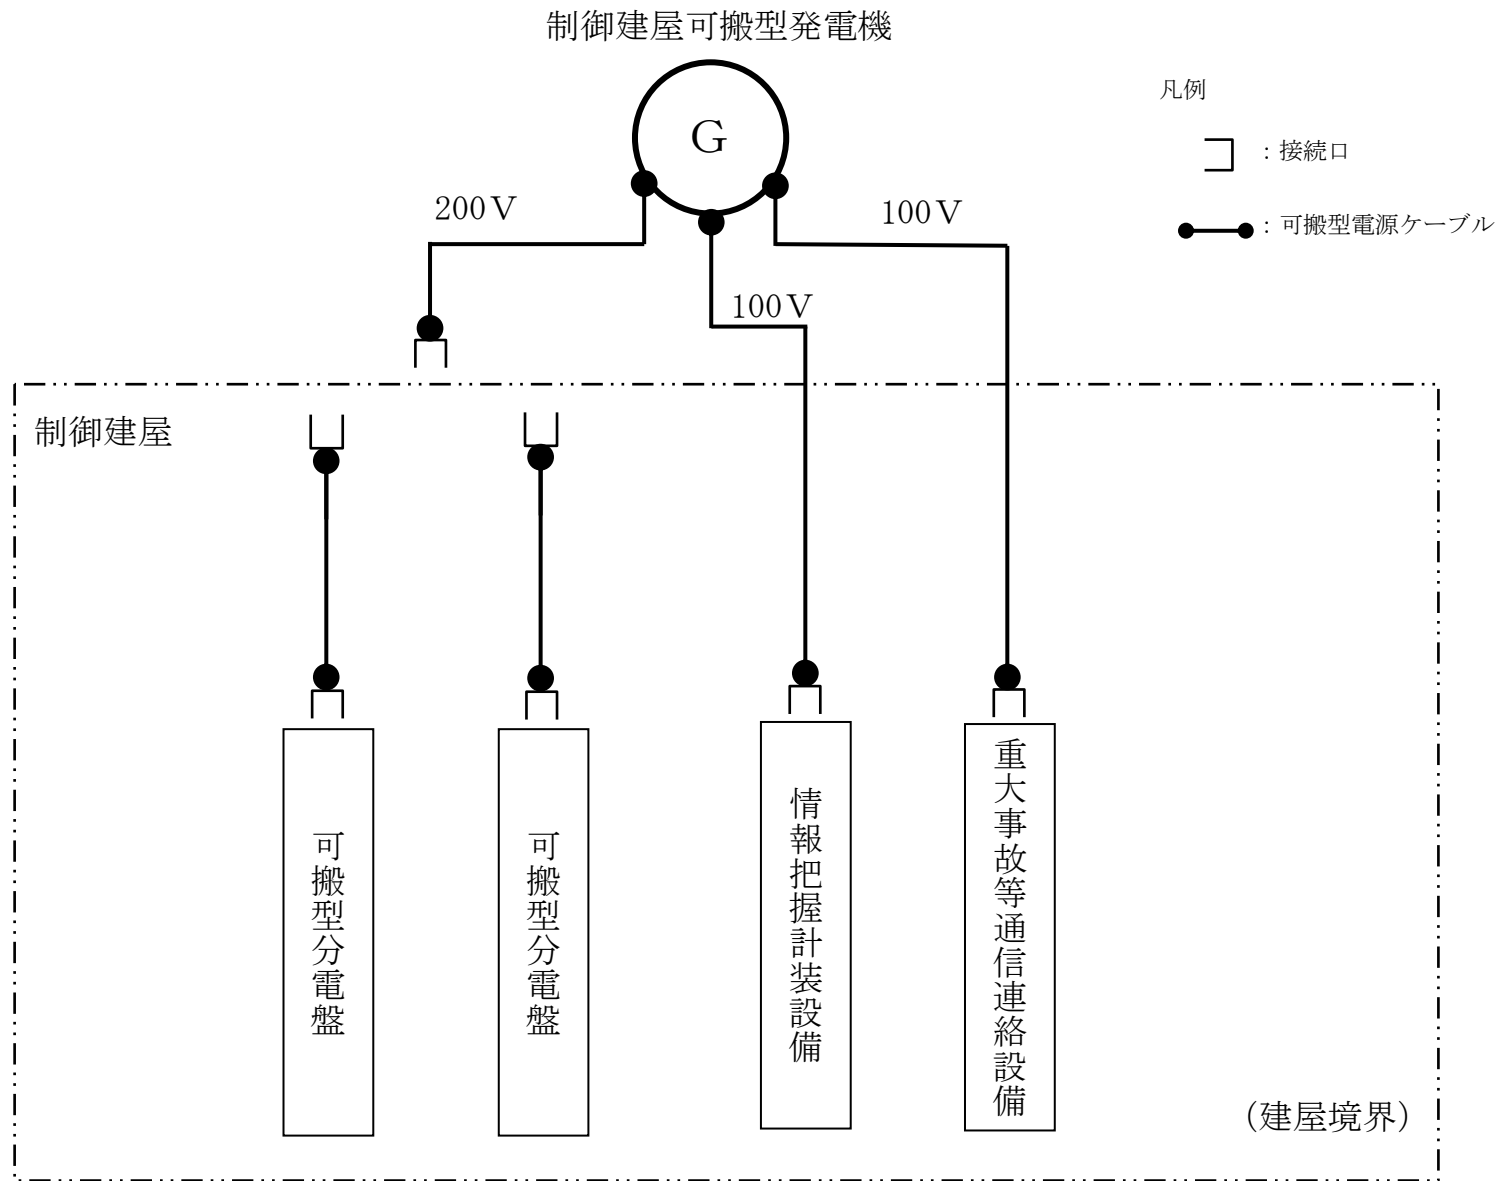 制御建屋可搬型発電機
G
凡例
：接続口
：可搬型電源ケーブル
200V
100V
100V
制御建屋
可搬型分電盤
可搬型分電盤
情報把握計装設備
重大事故等通信連絡設備
（建屋境界）